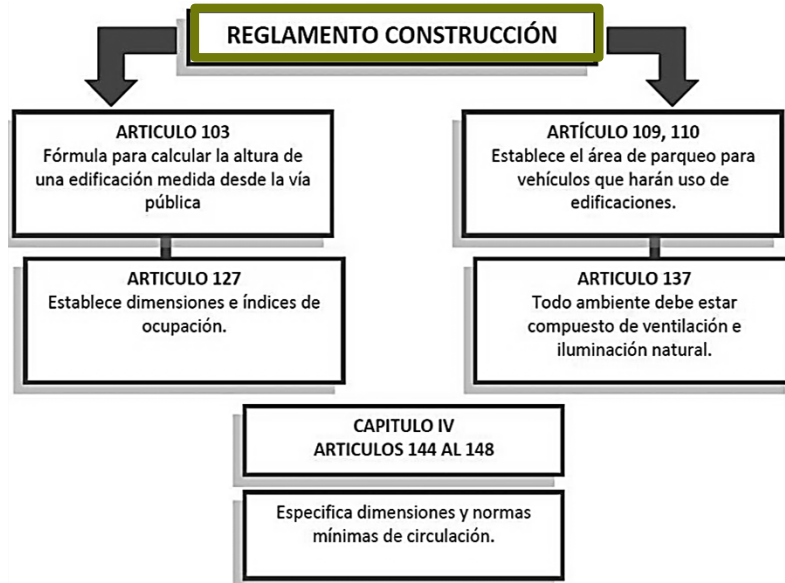 REGLAMENTO CONSTRUCCIÓN
ARTICULO 103
Fórmula para calcular la altura de
una edificación medida desde la vía
pública
ARTÍCULO 109, 110
Establece el área de parqueo para
vehículos que harán uso de
edificaciones.
ARTICULO 127
Establece dimensiones e índices de
ocupación.
ARTICULO 137
Todo ambiente debe estar
compuesto de ventilación e
iluminación natural.
CAPITULO IV
ARTICULOS 144 AL 148
Especifica dimensiones y normas
mínimas de circulación.